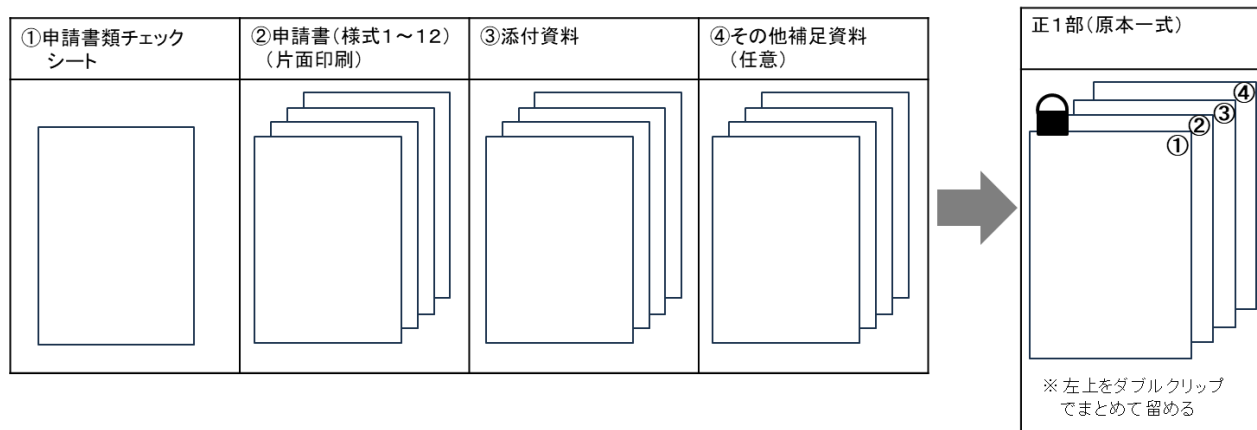 ①申請書類チェック
シート
②申請書(様式1~12)
(片面印刷)
③添付資料
④その他補足資料
(任意)
正1部(原本一式)
④
③
②
①
※左上をダブルクリップ
でまとめて留める